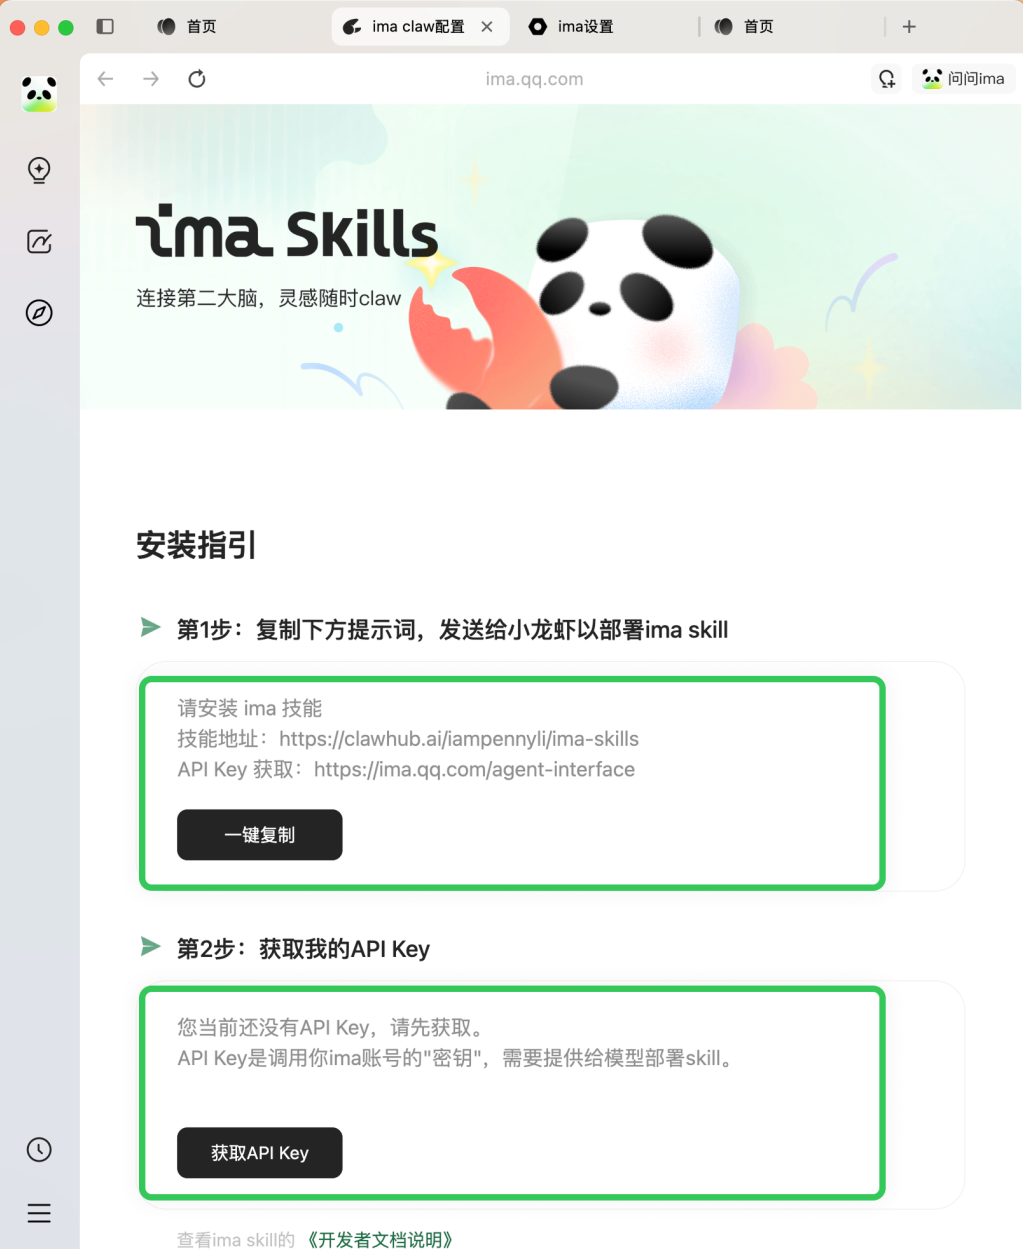 首页
ima claw配置
ima设置
首页
ima.qq.com
问问ima
ima Skills
连接第二大脑，灵感随时claw
安装指引
第1步：复制下方提示词，发送给小龙虾以部署ima skill
请安装 ima 技能
技能地址：https://clawhub.ai/iampennyli/ima-skills
API Key 获取：https://ima.qq.com/agent-interface
一键复制
第2步：获取我的API Key
您当前还没有API Key，请先获取。
API Key是调用你ima账号的"密钥"，需要提供给模型部署skill。
获取API Key
查看ima skill的 《开发者文档说明》